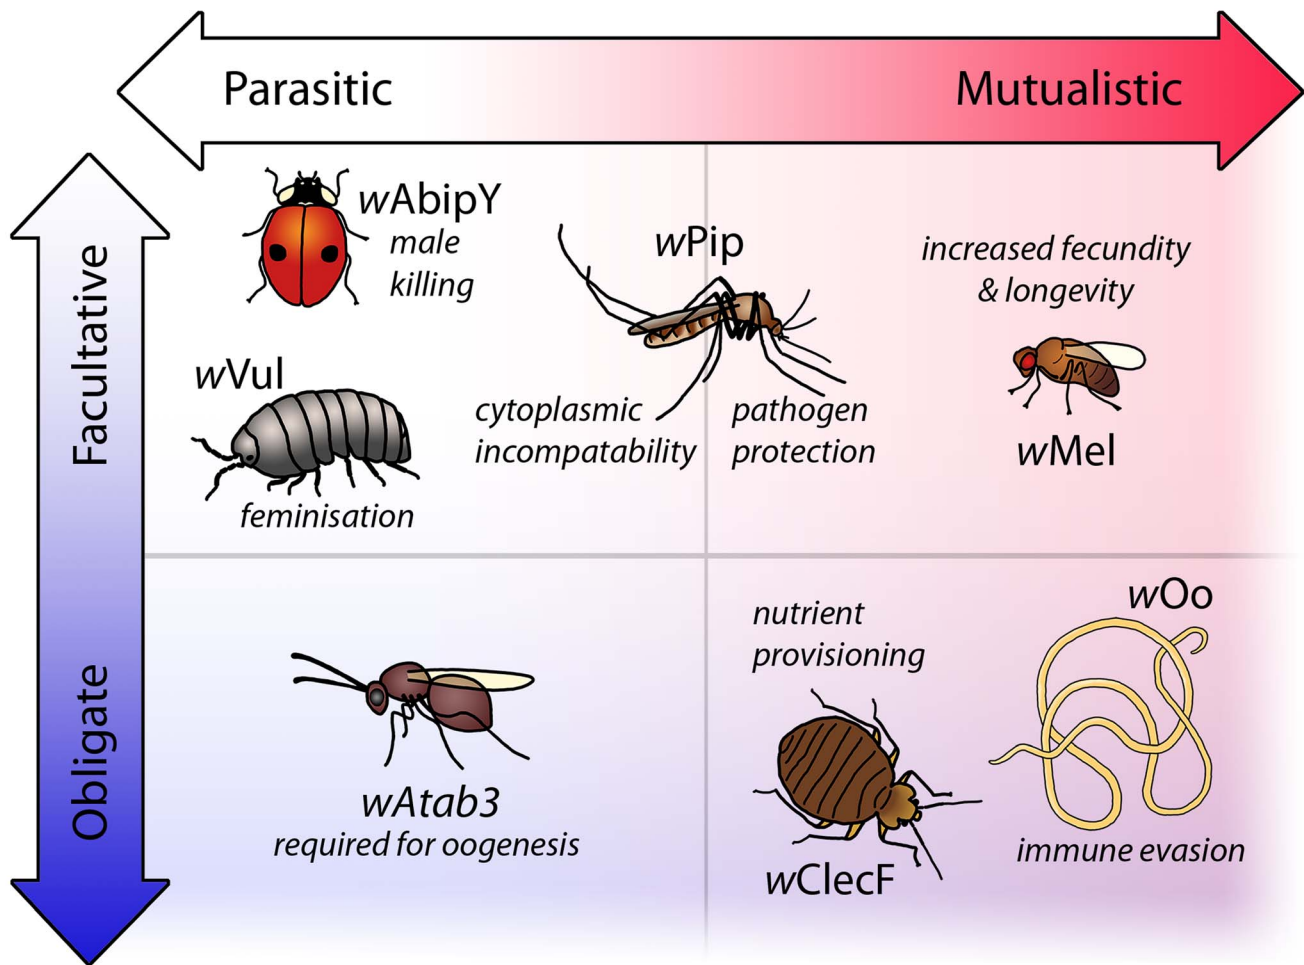 Parasitic
Mutualistic
Facultative
Obligate
wAbipY
male
killing
wPip
increased fecundity
& longevity
wVul
cytoplasmic
incompatability
pathogen
protection
wMel
feminisation
nutrient
provisioning
wOo
wAtab3
required for oogenesis
wClecF
immune evasion